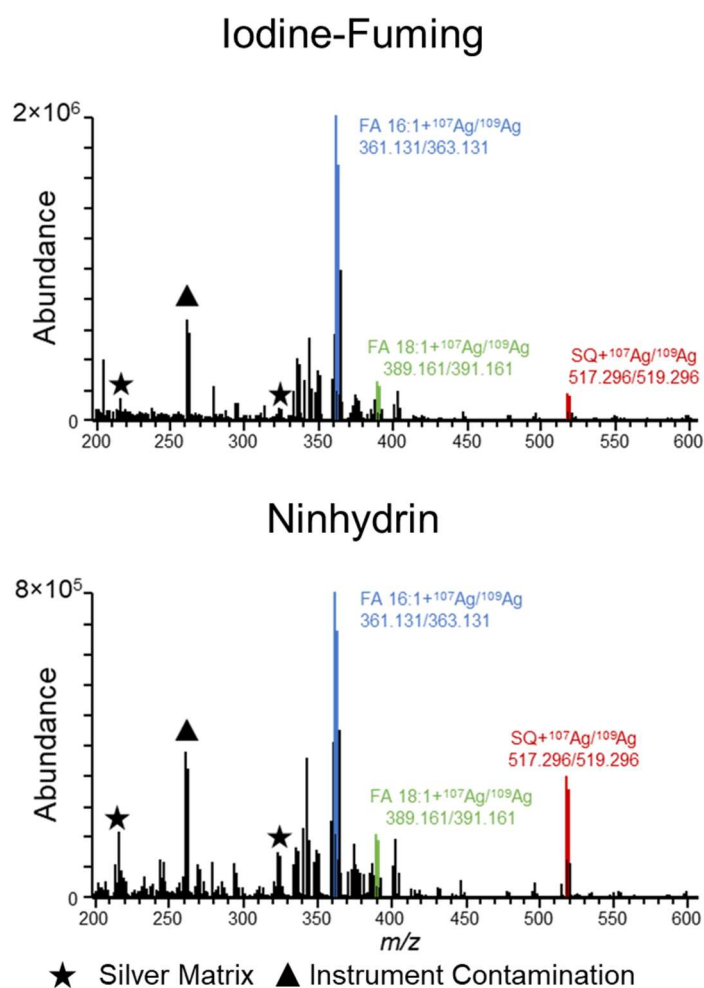 Iodine-Fuming
2×10⁶
FA 16:1+¹⁰⁷Ag/¹⁰⁹Ag
361.131/363.131
Abundance
FA 18:1+¹⁰⁷Ag/¹⁰⁹Ag
389.161/391.161
SQ+¹⁰⁷Ag/¹⁰⁹Ag
517.296/519.296
0
200 250 300 350 400 450 500 550 600
Ninhydrin
8×10⁵
FA 16:1+¹⁰⁷Ag/¹⁰⁹Ag
361.131/363.131
Abundance
SQ+¹⁰⁷Ag/¹⁰⁹Ag
517.296/519.296
FA 18:1+¹⁰⁷Ag/¹⁰⁹Ag
389.161/391.161
0
200 250 300 350 400 450 500 550 600
m/z
★ Silver Matrix ▲ Instrument Contamination